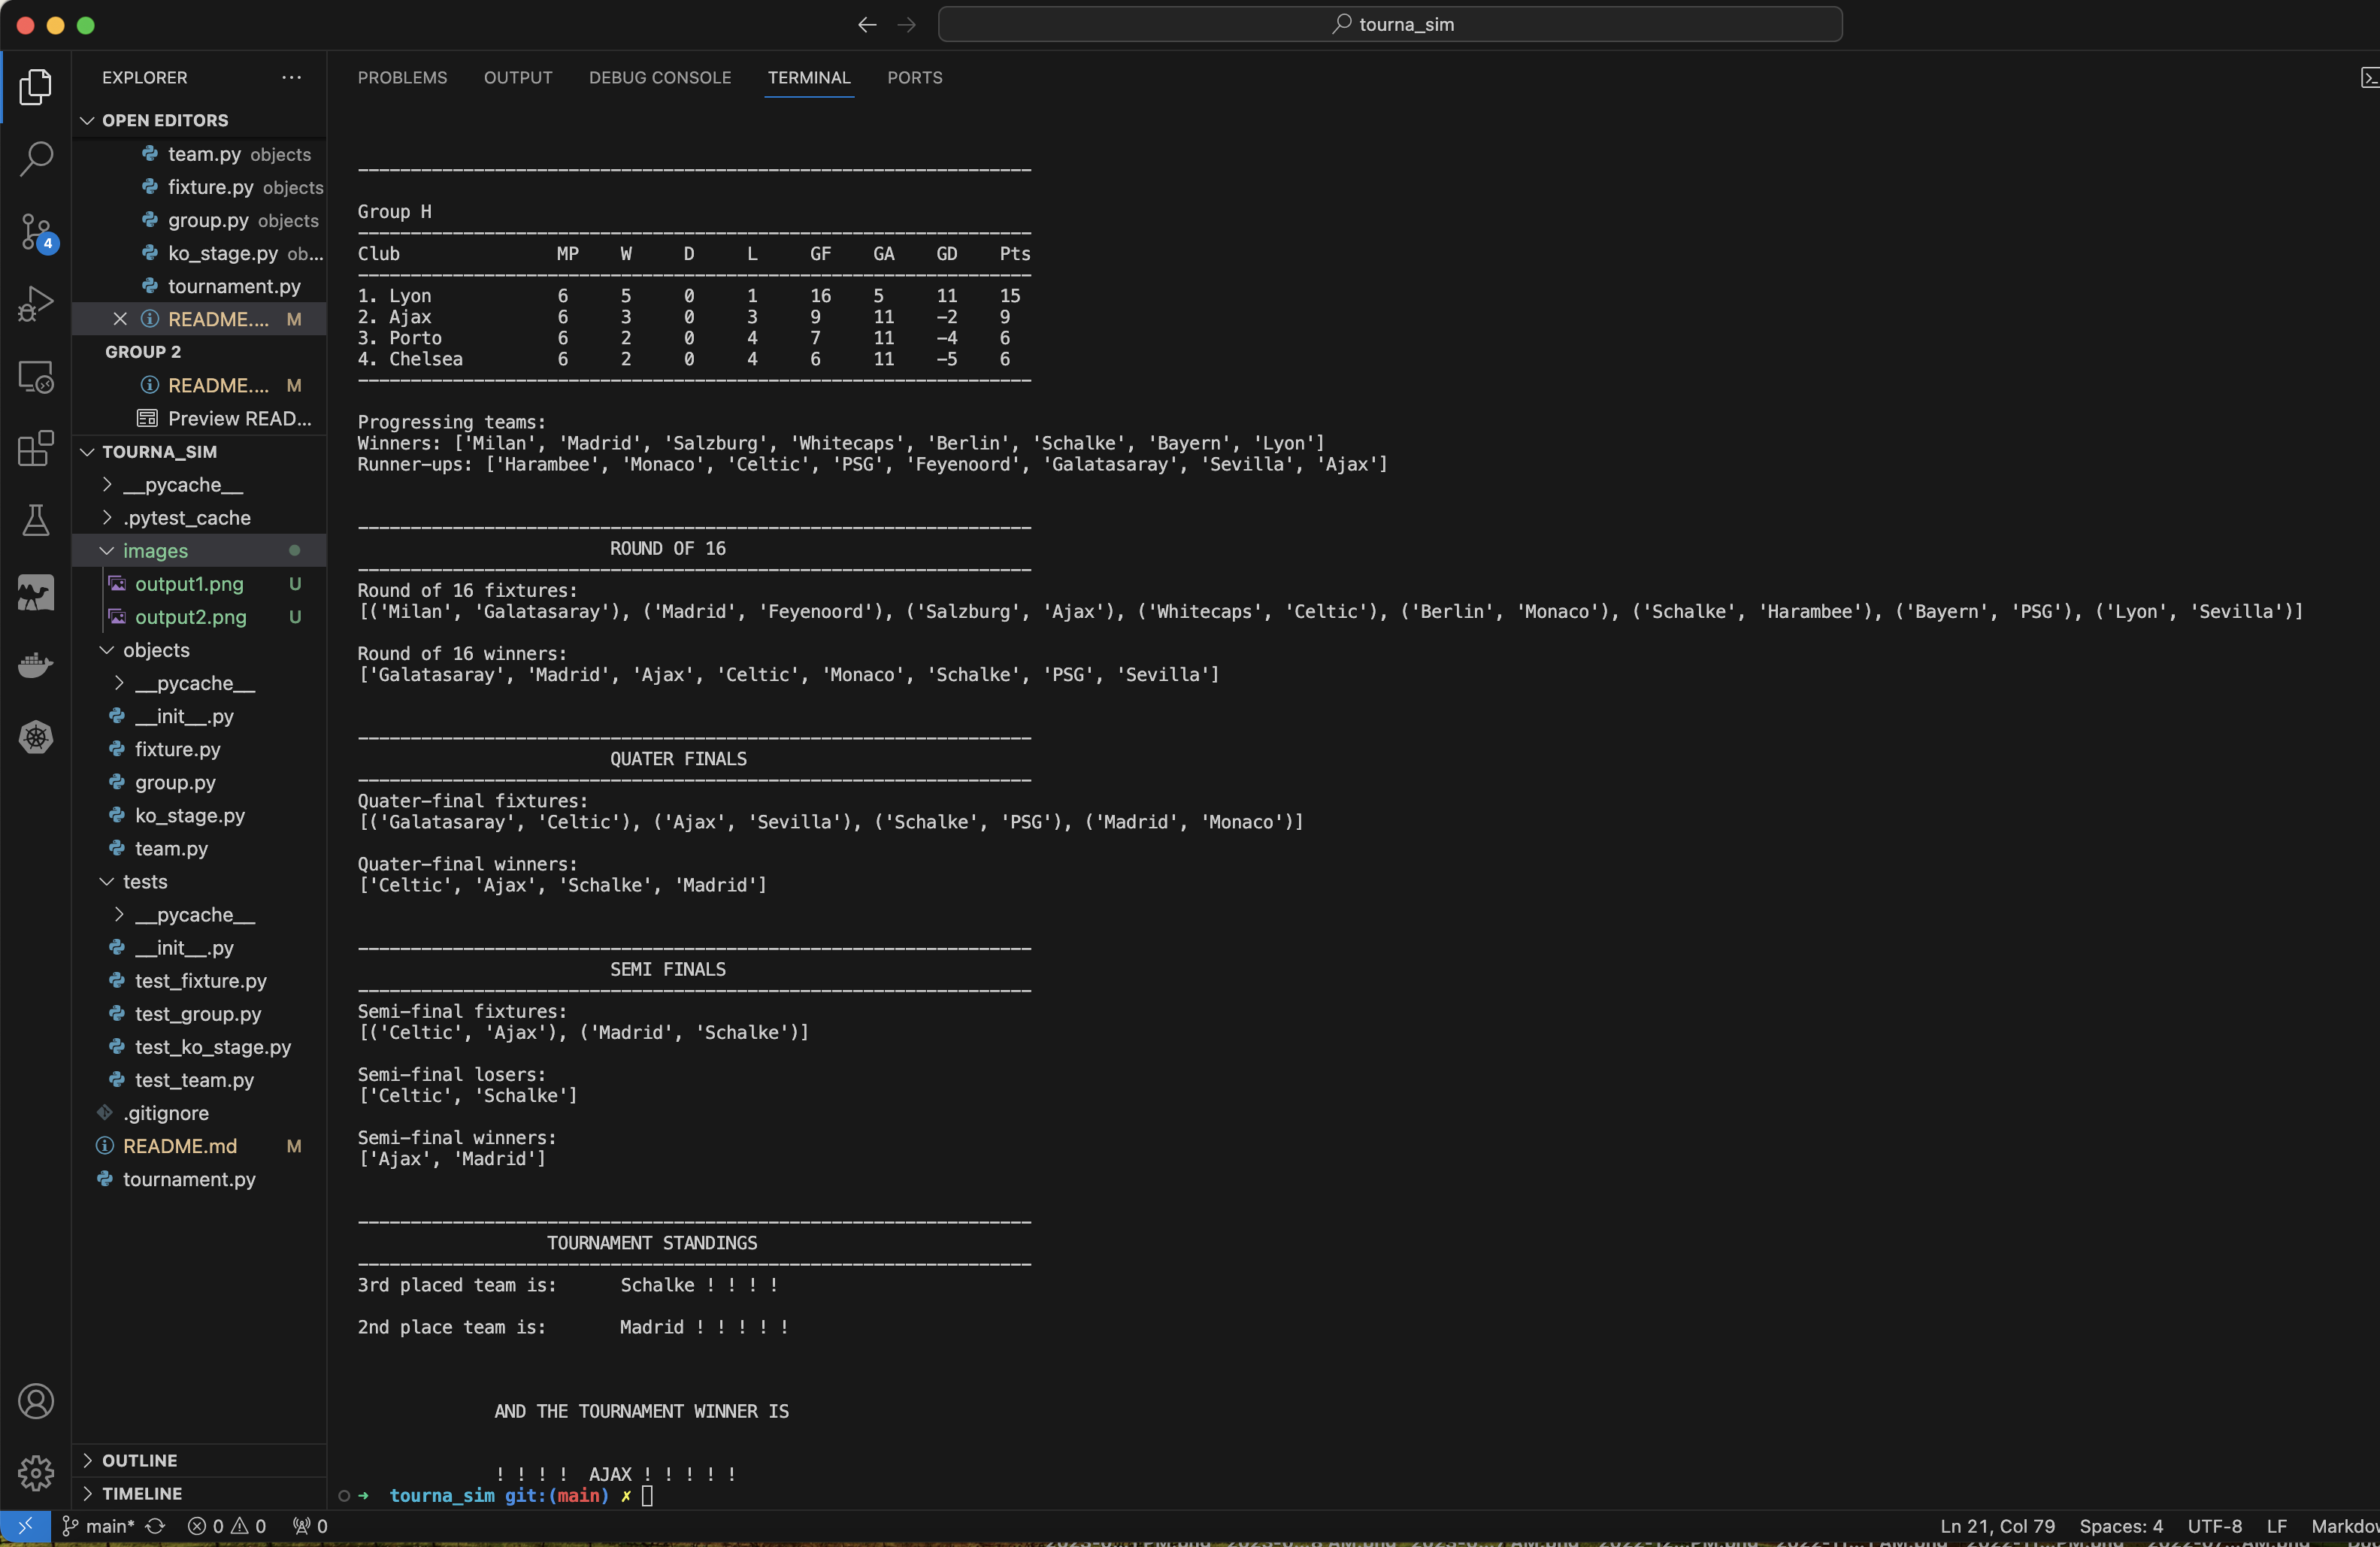 tourna_sim
EXPLORER
OPEN EDITORS
team.py objects
fixture.py objects
group.py objects
ko_stage.py ob...
tournament.py
README.... M
GROUP 2
README.... M
Preview READ...
TOURNA_SIM
__pycache__
.pytest_cache
images
output1.png U
output2.png U
objects
__pycache__
__init__.py
fixture.py
group.py
ko_stage.py
team.py
tests
__pycache__
__init__.py
test_fixture.py
test_group.py
test_ko_stage.py
test_team.py
.gitignore
README.md M
tournament.py
OUTLINE
TIMELINE
4
PROBLEMS OUTPUT DEBUG CONSOLE TERMINAL PORTS
Group H
Club MP W D L GF GA GD Pts
1. Lyon 6 5 0 1 16 5 11 15
2. Ajax 6 3 0 3 9 11 -2 9
3. Porto 6 2 0 4 7 11 -4 6
4. Chelsea 6 2 0 4 6 11 -5 6
Progressing teams:
Winners: ['Milan', 'Madrid', 'Salzburg', 'Whitecaps', 'Berlin', 'Schalke', 'Bayern', 'Lyon']
Runner-ups: ['Harambee', 'Monaco', 'Celtic', 'PSG', 'Feyenoord', 'Galatasaray', 'Sevilla', 'Ajax']
ROUND OF 16
Round of 16 fixtures:
[('Milan', 'Galatasaray'), ('Madrid', 'Feyenoord'), ('Salzburg', 'Ajax'), ('Whitecaps', 'Celtic'), ('Berlin', 'Monaco'), ('Schalke', 'Harambee'), ('Bayern', 'PSG'), ('Lyon', 'Sevilla')]
Round of 16 winners:
['Galatasaray', 'Madrid', 'Ajax', 'Celtic', 'Monaco', 'Schalke', 'PSG', 'Sevilla']
QUATER FINALS
Quater-final fixtures:
[('Galatasaray', 'Celtic'), ('Ajax', 'Sevilla'), ('Schalke', 'PSG'), ('Madrid', 'Monaco')]
Quater-final winners:
['Celtic', 'Ajax', 'Schalke', 'Madrid']
SEMI FINALS
Semi-final fixtures:
[('Celtic', 'Ajax'), ('Madrid', 'Schalke')]
Semi-final losers:
['Celtic', 'Schalke']
Semi-final winners:
['Ajax', 'Madrid']
TOURNAMENT STANDINGS
3rd placed team is: Schalke ! ! ! !
2nd place team is: Madrid ! ! ! ! !
AND THE TOURNAMENT WINNER IS
! ! ! ! AJAX ! ! ! ! !
➜ tourna_sim git:(main) ✗
main* 0 0 0 Ln 21, Col 79 Spaces: 4 UTF-8 LF